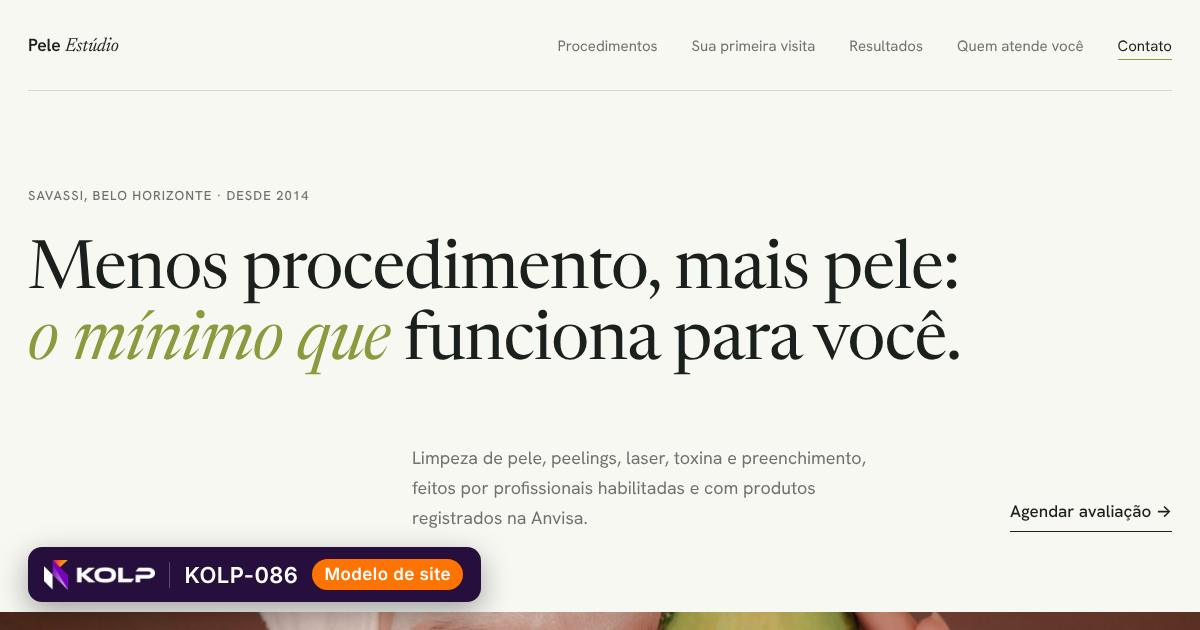 Pele Estúdio
Procedimentos
Sua primeira visita
Resultados
Quem atende você
Contato
SAVASSI, BELO HORIZONTE · DESDE 2014
Menos procedimento, mais pele:
o mínimo que funciona para você.
Limpeza de pele, peelings, laser, toxina e preenchimento,
feitos por profissionais habilitadas e com produtos
registrados na Anvisa.
Agendar avaliação →
KOLP
KOLP-086
Modelo de site